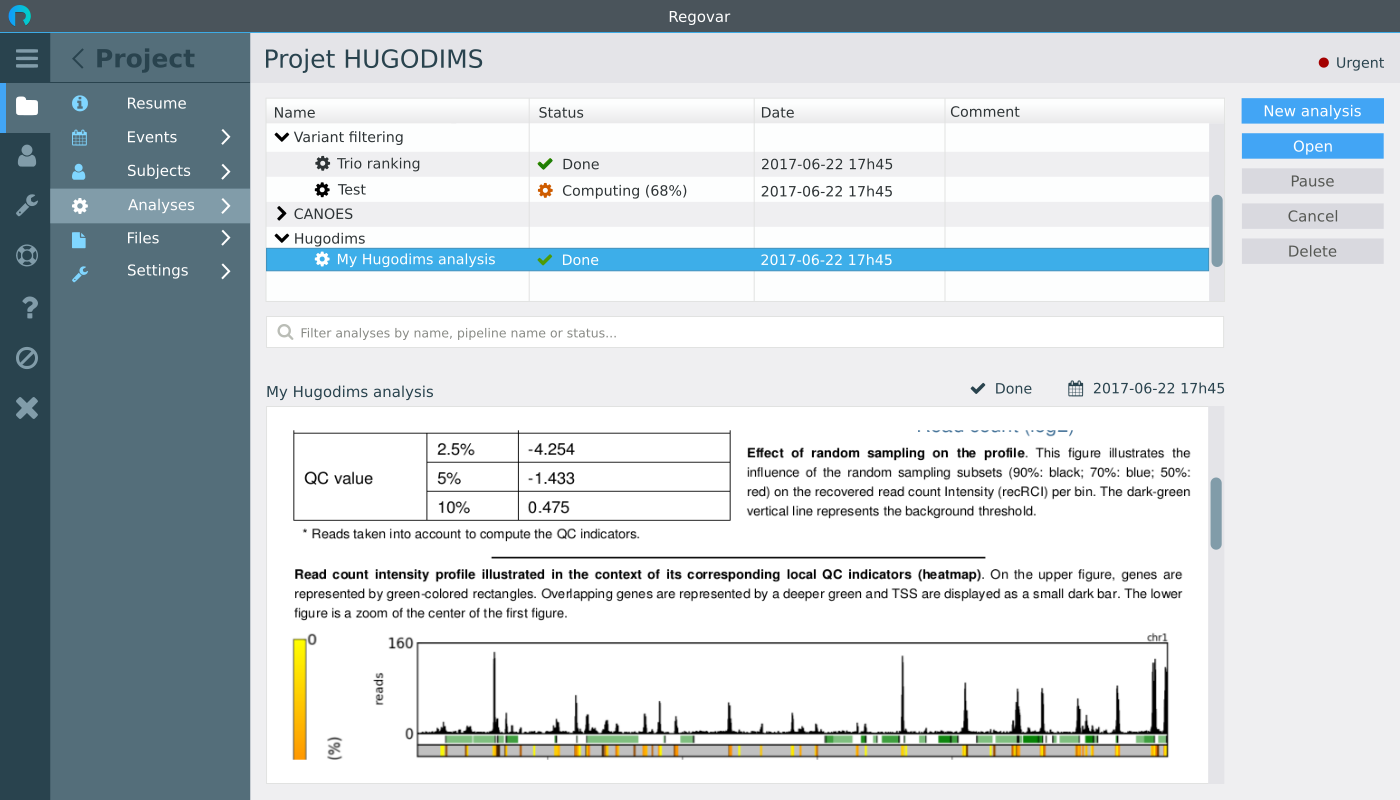 Regovar
Project
Resume
Events
Subjects
Analyses
Files
Settings
Projet HUGODIMS
Urgent
Name Status Date Comment
Variant filtering
Trio ranking Done 2017-06-22 17h45
Test Computing (68%) 2017-06-22 17h45
CANOES
Hugodims
My Hugodims analysis Done 2017-06-22 17h45
New analysis
Open
Pause
Cancel
Delete
Filter analyses by name, pipeline name or status...
My Hugodims analysis Done 2017-06-22 17h45
QC value
2.5% -4.254
5% -1.433
10% 0.475
* Reads taken into account to compute the QC indicators.
Read count (log2)
Effect of random sampling on the profile. This figure illustrates the
influence of the random sampling subsets (90%: black; 70%: blue; 50%:
red) on the recovered read count Intensity (recRCI) per bin. The dark-green
vertical line represents the background threshold.
Read count intensity profile illustrated in the context of its corresponding local QC indicators (heatmap). On the upper figure, genes are
represented by green-colored rectangles. Overlapping genes are represented by a deeper green and TSS are displayed as a small dark bar. The lower
figure is a zoom of the center of the first figure.
0
(%)
160
reads
0
chr1